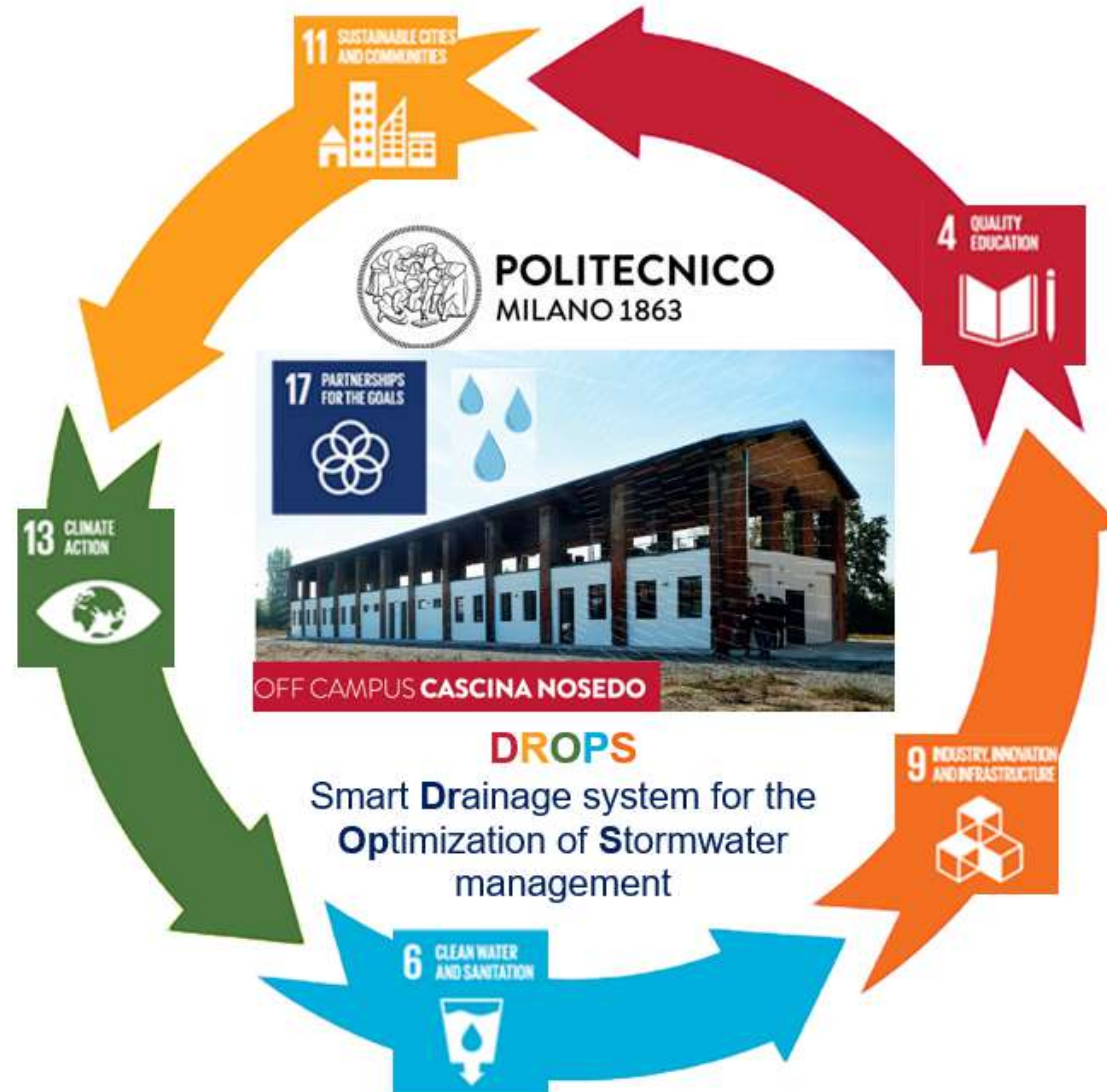 11 SUSTAINABLE CITIES
AND COMMUNITIES
4 QUALITY
EDUCATION
POLITECNICO
MILANO 1863
17 PARTNERSHIPS
FOR THE GOALS
13 CLIMATE
ACTION
OFF CAMPUS CASCINA NOSEDO
DROPS
Smart Drainage system for the
Optimization of Stormwater
management
9 INDUSTRY, INNOVATION
AND INFRASTRUCTURE
6 CLEAN WATER
AND SANITATION